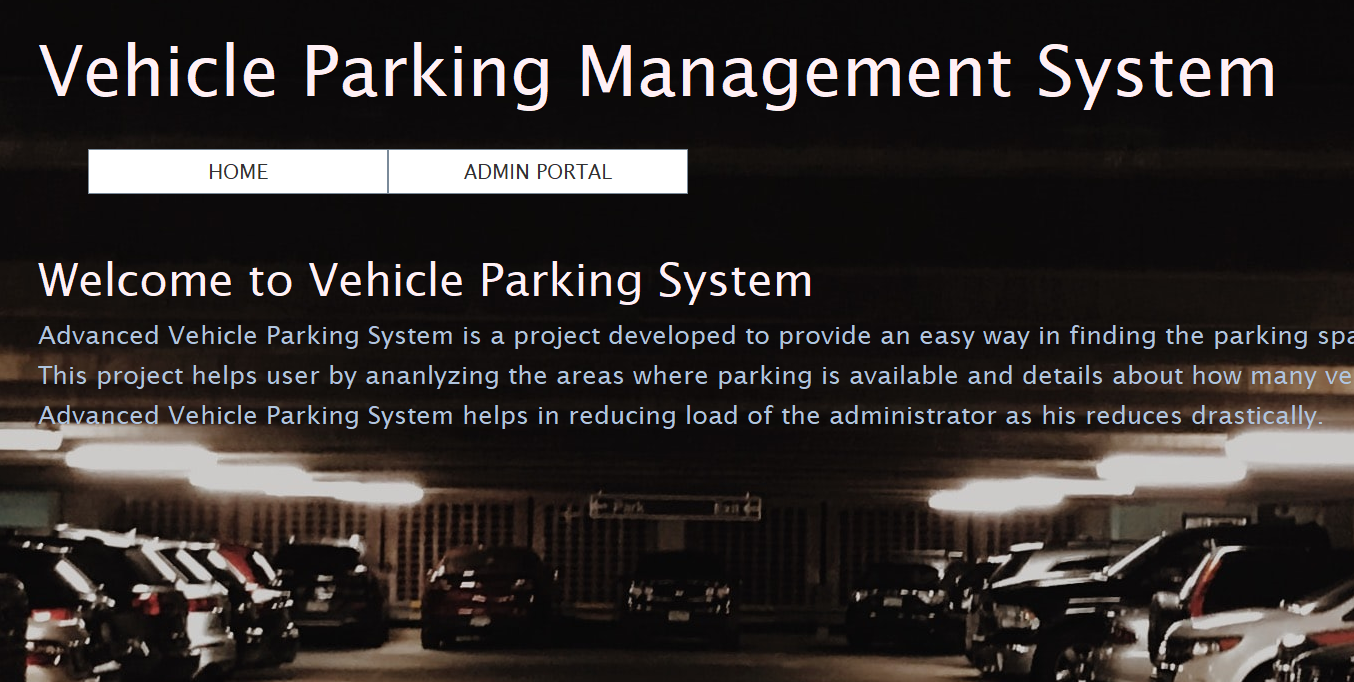 Vehicle Parking Management System
HOME
ADMIN PORTAL
Welcome to Vehicle Parking System
Advanced Vehicle Parking System is a project developed to provide an easy way in finding the parking spa
This project helps user by ananlyzing the areas where parking is available and details about how many ve
Advanced Vehicle Parking System helps in reducing load of the administrator as his reduces drastically.
Park Exit